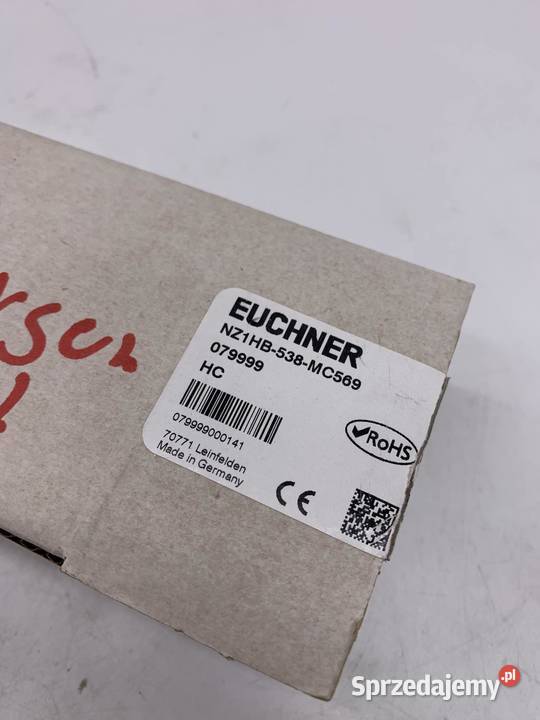 EUCHNER
NZ1HB-538-MC569
079999
HC
079999000141
70771 Leinfelden
Made in Germany
RoHS
CE
Sprzedajemy.pl